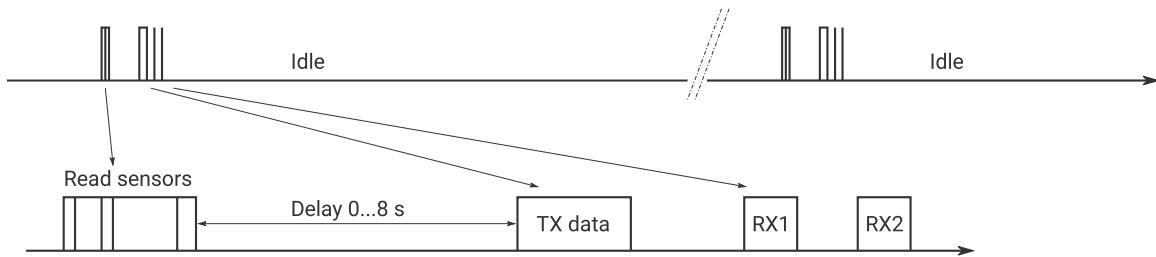 Idle
Idle
Read sensors
Delay 0...8 s
TX data
RX1
RX2